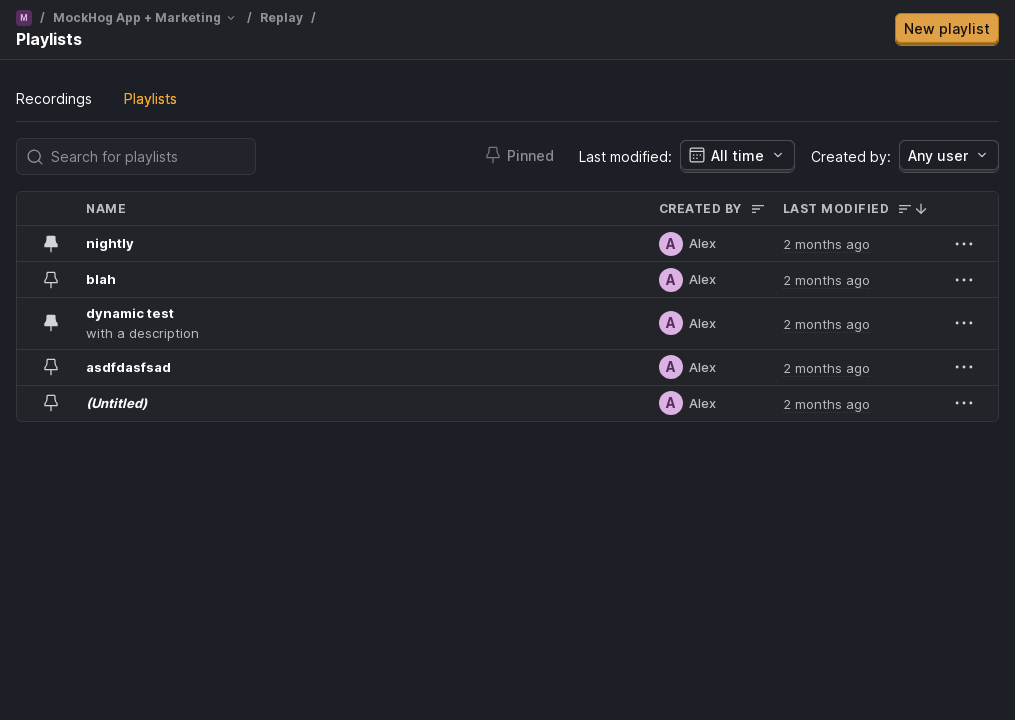 M / MockHog App + Marketing / Replay /
Playlists
New playlist
Recordings Playlists
Search for playlists Pinned Last modified: All time Created by: Any user
NAME CREATED BY LAST MODIFIED
nightly A Alex 2 months ago
blah A Alex 2 months ago
dynamic test
with a description A Alex 2 months ago
asdfdasfsad A Alex 2 months ago
(Untitled) A Alex 2 months ago